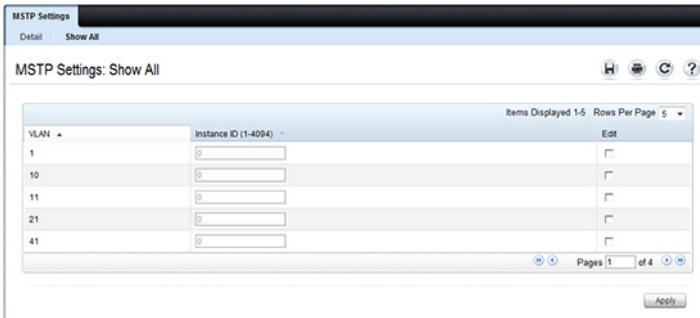 MSTP Settings
Detail Show All
MSTP Settings: Show All
?
Items Displayed 1-5 Rows Per Page 5
VLAN Instance ID (1-4094) Edit
1 0
10 0
11 0
21 0
41 0
Pages 1 of 4
Apply